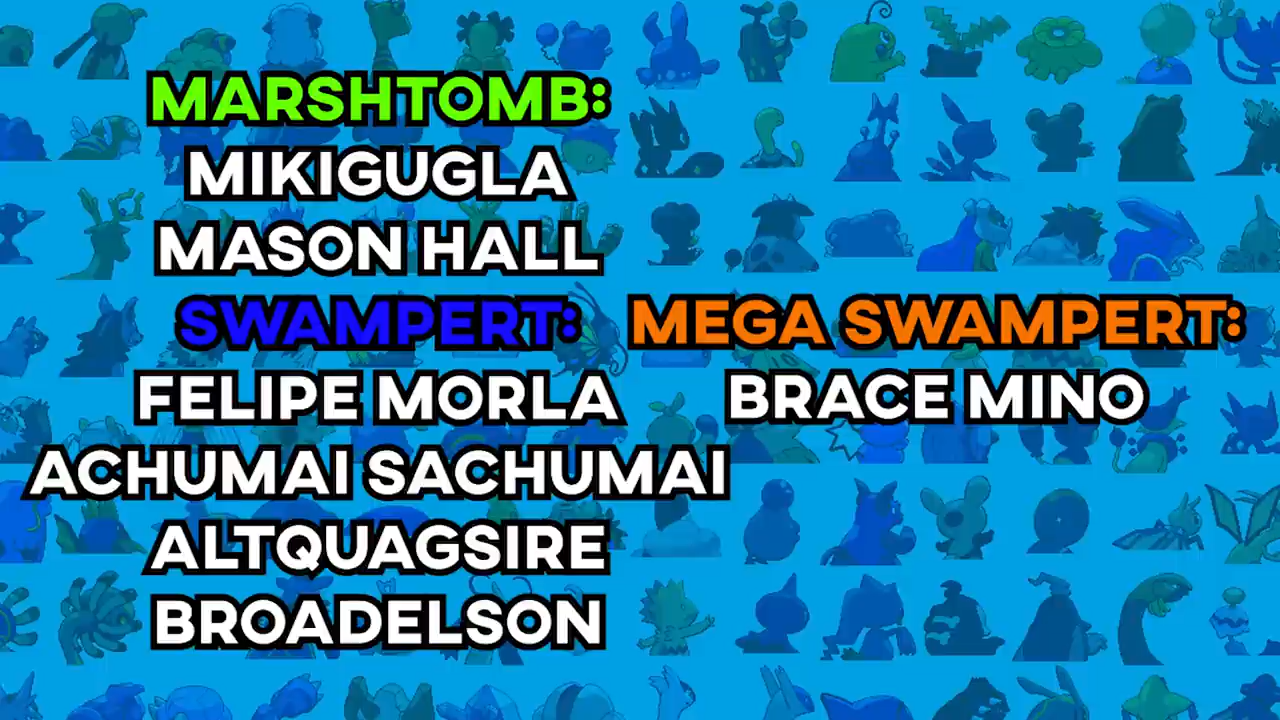 MARSHTOMB:
MIKIGUGLA
MASON HALL
SWAMPERT:
FELIPE MORLA
ACHUMAI SACHUMAI
ALTQUAGSIRE
BROADELSON
MEGA SWAMPERT:
BRACE MINO